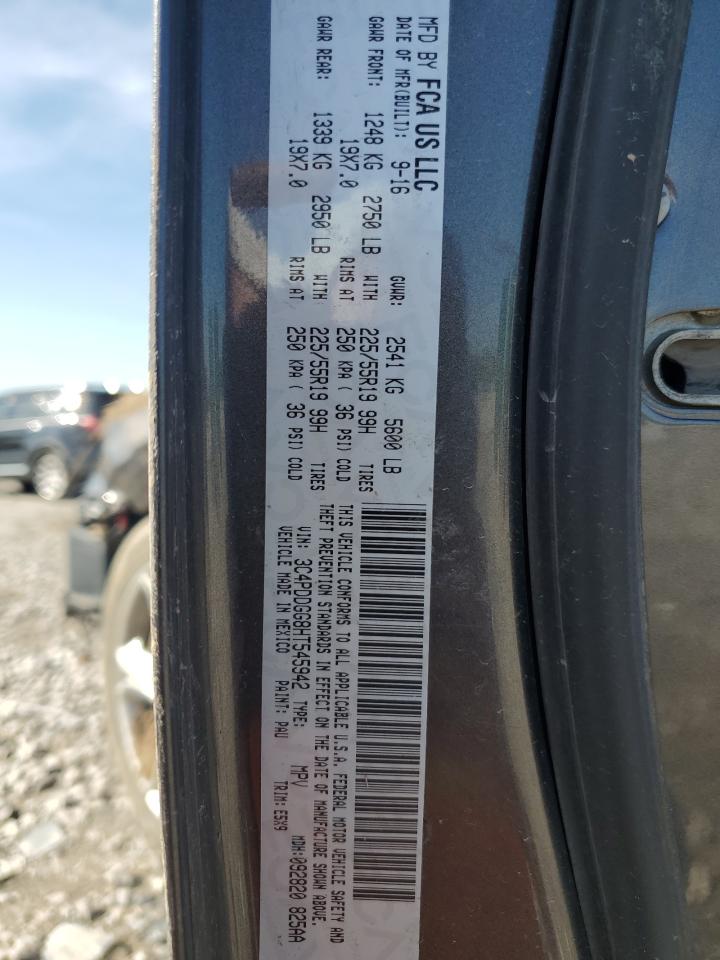 MFD BY FCA US LLC
DATE OF MFR(BUILT): 9-16 GVWR: 2541 KG 5600 LB
GAWR FRONT: 1248 KG 2750 LB WITH 225/55R19 99H TIRES
19X7.0 RIMS AT 250 KPA ( 36 PSI) COLD
GAWR REAR: 1339 KG 2950 LB WITH 225/55R19 99H TIRES
19X7.0 RIMS AT 250 KPA ( 36 PSI) COLD
THIS VEHICLE CONFORMS TO ALL APPLICABLE U.S.A. FEDERAL MOTOR VEHICLE SAFETY AND
THEFT PREVENTION STANDARDS IN EFFECT ON THE DATE OF MANUFACTURE SHOWN ABOVE.
VIN: 3C4PDDGG8HT545942 TYPE: MPV MDH:092820 825AA
VEHICLE MADE IN MEXICO PAINT: PAU TRIM: E5X9